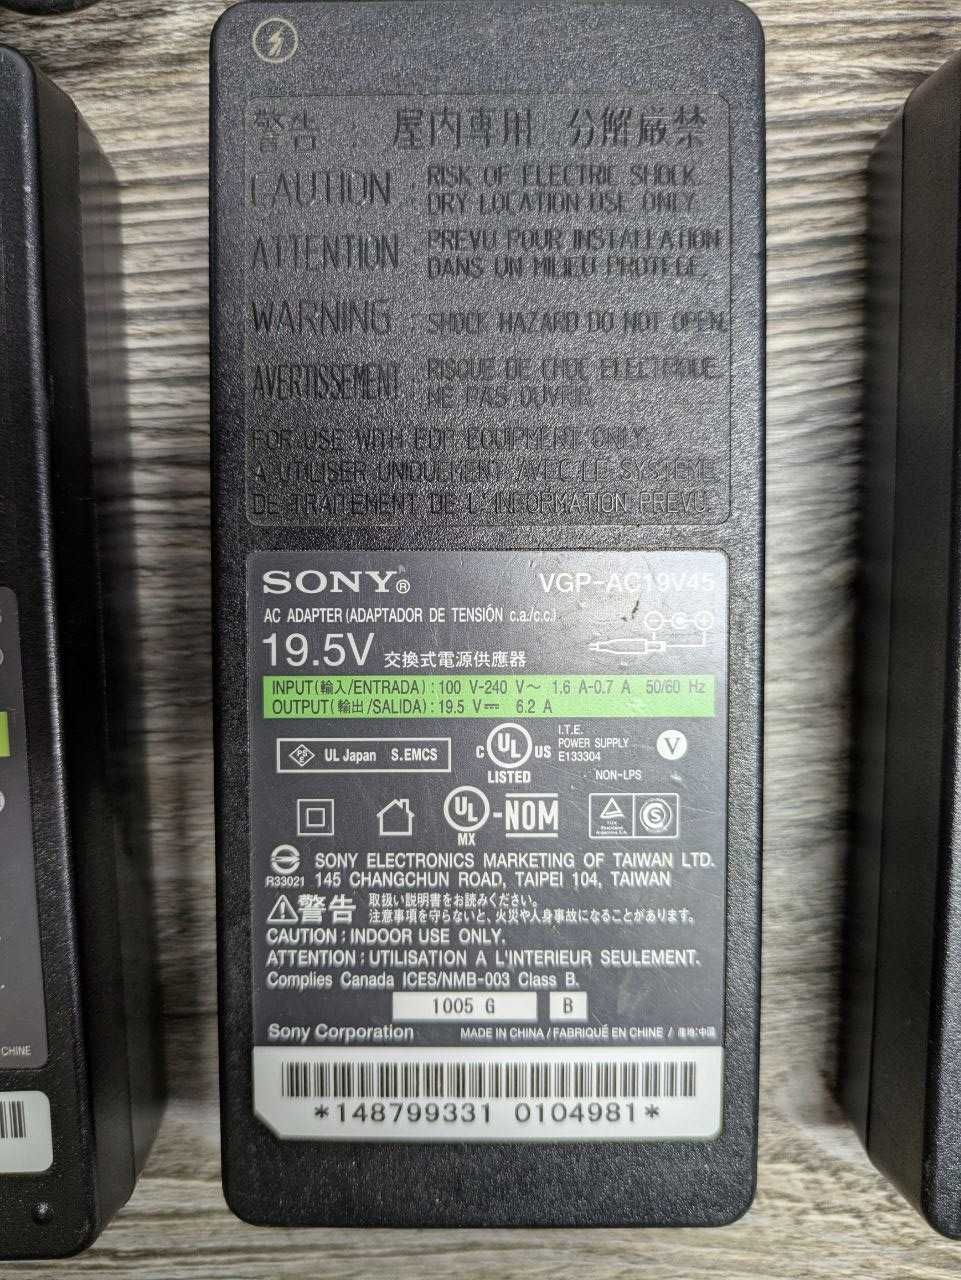 警告 : 屋内専用 分解厳禁
CAUTION : RISK OF ELECTRIC SHOCK.
DRY LOCATION USE ONLY.
ATTENTION : PREVU POUR INSTALLATION
DANS UN MILIEU PROTEGE.
WARNING : SHOCK HAZARD DO NOT OPEN.
AVERTISSEMENT : RISQUE DE CHOC ELECTRIQUE.
NE PAS OUVRIR.
FOR USE WITH EDP EQUIPMENT ONLY.
A UTILISER UNIQUEMENT AVEC LE SYSTEME
DE TRAITEMENT DE L'INFORMATION PREVU.
SONY® VGP-AC19V45
AC ADAPTER (ADAPTADOR DE TENSIÓN c.a./c.c.)
19.5V 交換式電源供應器
INPUT(輸入/ENTRADA) : 100 V-240 V~ 1.6 A-0.7 A 50/60 Hz
OUTPUT(輸出/SALIDA) : 19.5 V⎓ 6.2 A
PSE UL Japan S.EMCS
C UL US LISTED
I.T.E.
POWER SUPPLY
E133304
V
NON-LPS
UL MX -NOM
S
R33021
SONY ELECTRONICS MARKETING OF TAIWAN LTD.
145 CHANGCHUN ROAD, TAIPEI 104, TAIWAN
警告 取扱い説明書をお読みください。
注意事項を守らないと、火災や人身事故になることがあります。
CAUTION : INDOOR USE ONLY.
ATTENTION : UTILISATION A L'INTERIEUR SEULEMENT.
Complies Canada ICES/NMB-003 Class B.
1005 G B
Sony Corporation MADE IN CHINA / FABRIQUÉ EN CHINE / 産地:中國
*148799331 0104981*
CHINE